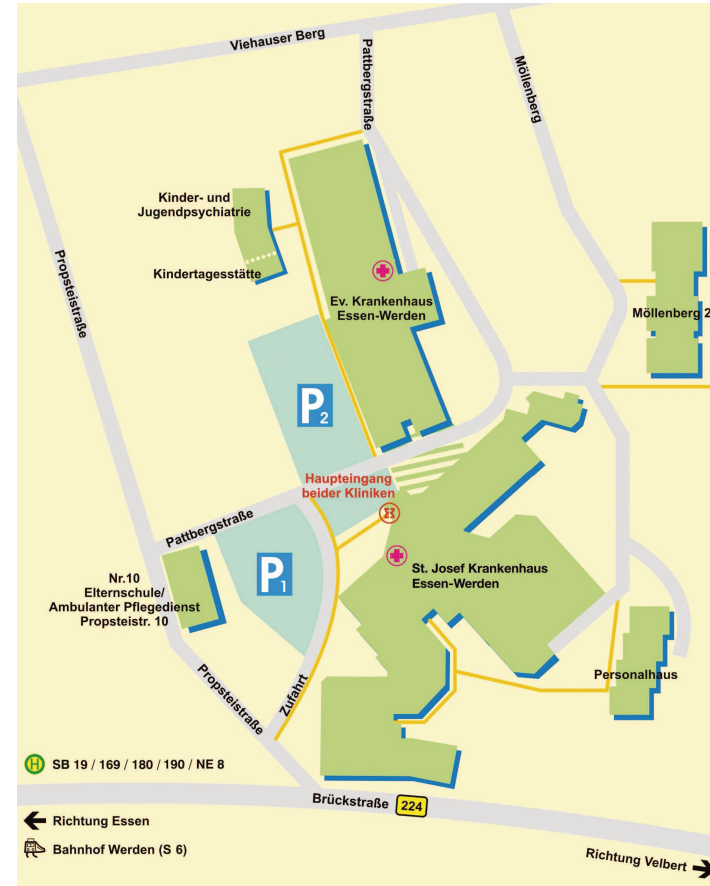 Viehauser Berg
Pattbergstraße
Möllenberg
Kinder- und
Jugendpsychiatrie
Kindertagesstätte
Propsteistraße
Ev. Krankenhaus
Essen-Werden
Möllenberg 2
P2
Haupteingang
beider Kliniken
Pattbergstraße
P1
St. Josef Krankenhaus
Essen-Werden
Nr.10
Elternschule/
Ambulanter Pflegedienst
Propsteistr. 10
Personalhaus
Propsteistraße
Zufahrt
H SB 19 / 169 / 180 / 190 / NE 8
Brückstraße 224
Richtung Essen
Bahnhof Werden (S 6)
Richtung Velbert